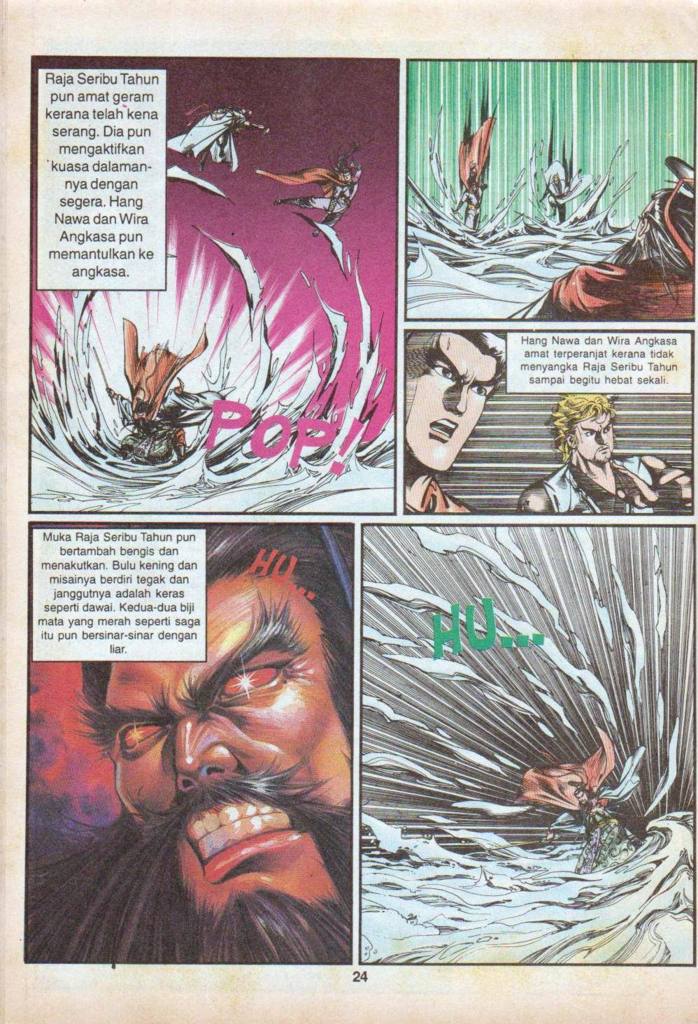 Raja Seribu Tahun
pun amat geram
kerana telah kena
serang. Dia pun
mengaktifkan
kuasa dalaman-
nya dengan
segera. Hang
Nawa dan Wira
Angkasa pun
memantulkan ke
angkasa.
POP!
Hang Nawa dan Wira Angkasa
amat terperanjat kerana tidak
menyangka Raja Seribu Tahun
sampai begitu hebat sekali.
Muka Raja Seribu Tahun pun
bertambah bengis dan
menakutkan. Bulu kening dan
misainya berdiri tegak dan
janggutnya adalah keras
seperti dawai. Kedua-dua biji
mata yang merah seperti saga
itu pun bersinar-sinar dengan
liar.
HU...
HU...
24